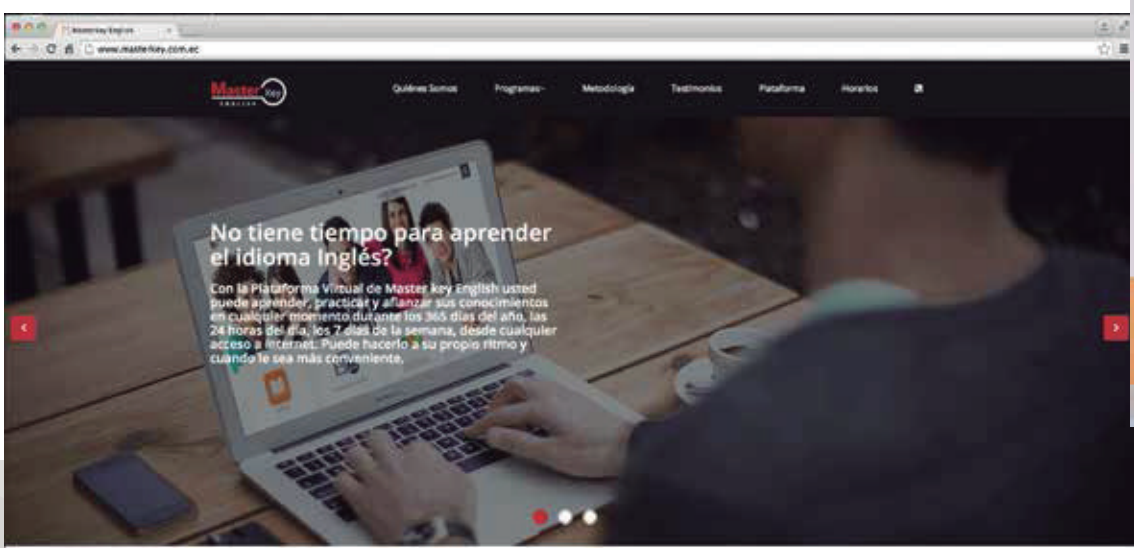 Master Key English
www.masterkey.com.ec
Master Key
ENGLISH
Quiénes Somos
Programas
Metodología
Testimonios
Plataforma
Horarios
No tiene tiempo para aprender
el idioma Inglés?
Con la Plataforma Virtual de Master key English usted
puede aprender, practicar y afianzar sus conocimientos
en cualquier momento durante los 365 días del año, las
24 horas del día, los 7 días de la semana, desde cualquier
acceso a internet. Puede hacerlo a su propio ritmo y
cuando le sea más conveniente.